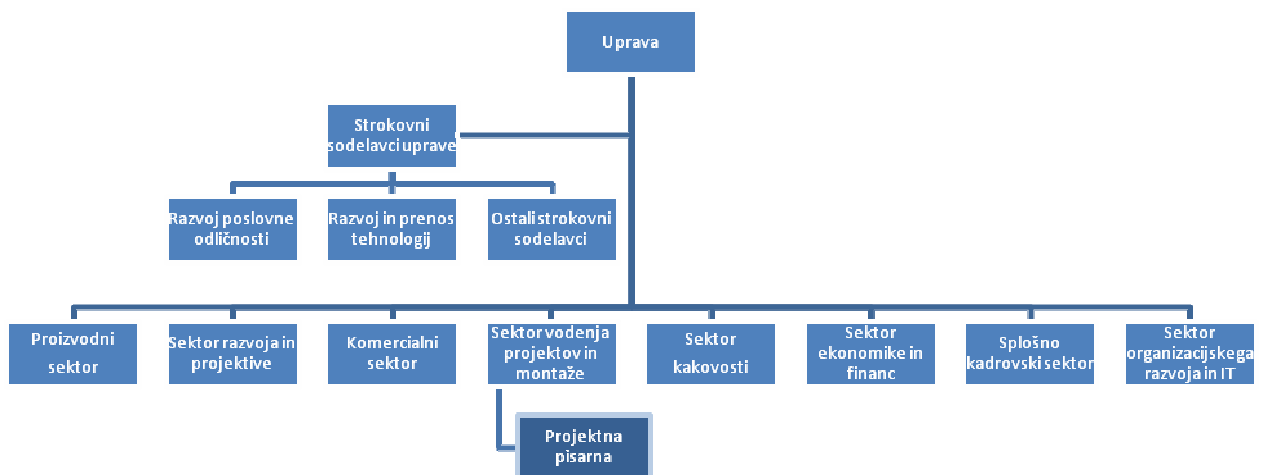 Uprava
Strokovni
sodelavci uprave
Razvoj poslovne
odličnosti
Razvoj in prenos
tehnologij
Ostali strokovni
sodelavci
Proizvodni
sektor
Sektor razvoja in
projektive
Komercialni
sektor
Sektor vodenja
projektov in
montaže
Sektor
kakovosti
Sektor
ekonomike in
financ
Splošno
kadrovski sektor
Sektor
organizacijskega
razvoja in IT
Projektna
pisarna